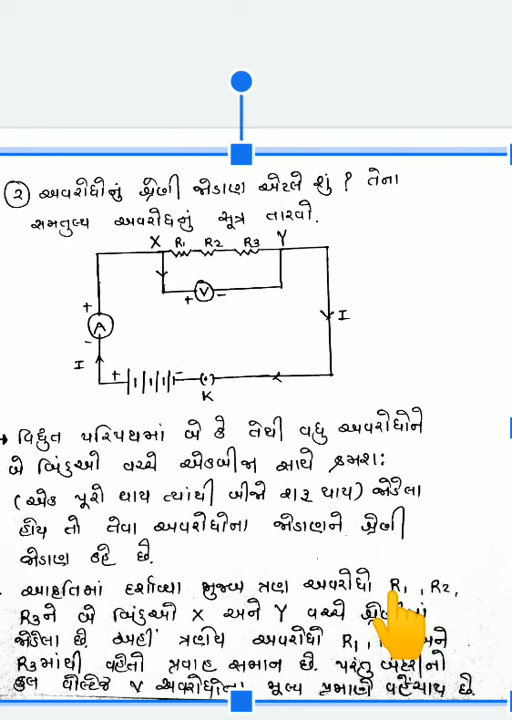 (૨) અવરોધોનું શ્રેણી જોડાણ એટલે શું ? તેના
સમતુલ્ય અવરોધનું સૂત્ર તારવો.
X R1 R2 R3 Y
+ V -
+
A
-
I
I
+ -
K
→ વિદ્યુત પરિપથમાં બે કે તેથી વધુ અવરોધોને
બે બિંદુઓ વચ્ચે એકબીજા સાથે ક્રમશ:
(એક પૂરો થાય ત્યાંથી બીજો શરૂ થાય) જોડેલા
હોય તો તેવા અવરોધોના જોડાણને શ્રેણી
જોડાણ કહે છે.
આકૃતિમાં દર્શાવ્યા મુજબ ત્રણ અવરોધો R1, R2,
R3ને બે બિંદુઓ X અને Y વચ્ચે
જોડેલા છે. અહીં ત્રણેય અવરોધો R1,
R3માંથી વહેતો પ્રવાહ સમાન છે. પરંતુ
કુલ વોલ્ટેજ V અવરોધોના મૂલ્ય પ્રમાણે વહેંચાય છે.